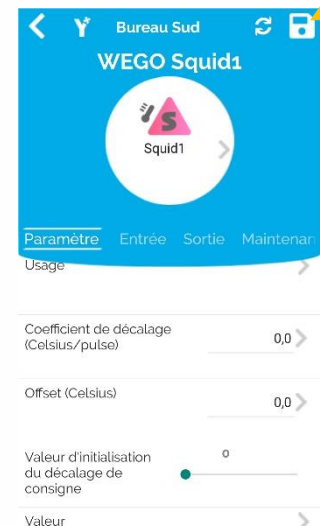 Bureau Sud
WEGO Squid1
S
Squid1
Paramètre Entrée Sortie Maintenan
Usage
Coefficient de décalage
(Celsius/pulse)
0,0
Offset (Celsius)
0,0
Valeur d'initialisation
du décalage de
consigne
0
Valeur